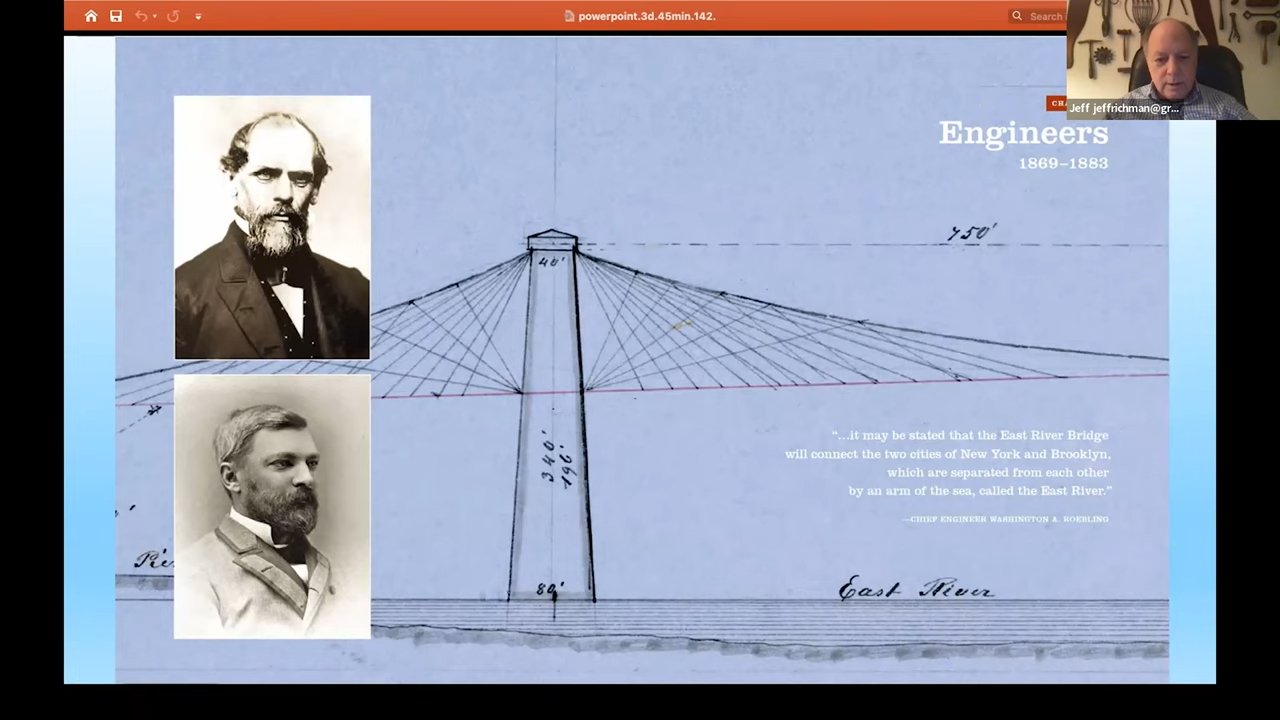 powerpoint.3d.45min.142.
Search
Jeff jeffrichman@gr...
Engineers
1869–1883
750'
40'
340'
80'
East River
“...it may be stated that the East River Bridge
will connect the two cities of New York and Brooklyn,
which are separated from each other
by an arm of the sea, called the East River.”
—CHIEF ENGINEER WASHINGTON A. ROEBLING